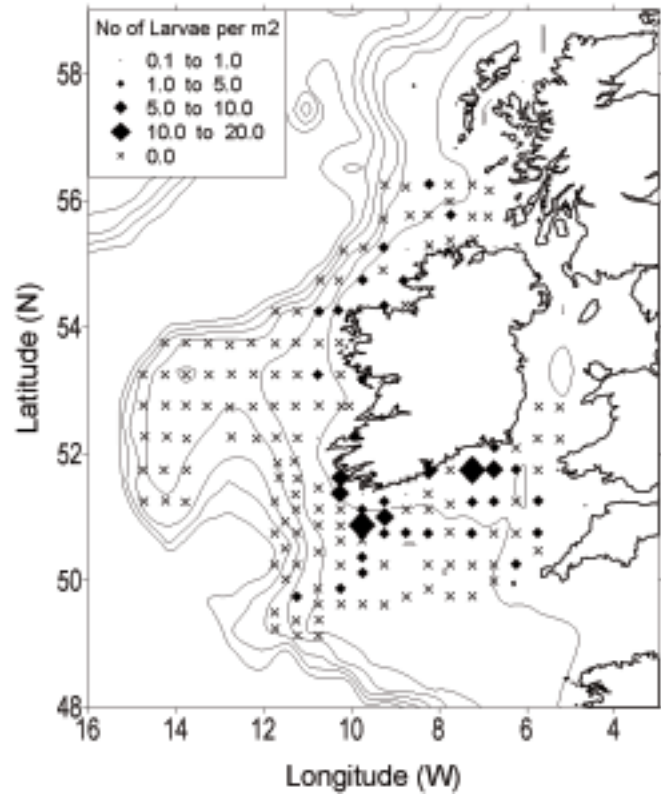 No of Larvae per m2
0.1 to 1.0
1.0 to 5.0
5.0 to 10.0
10.0 to 20.0
0.0
58
56
54
52
50
48
Latitude (N)
16 14 12 10 8 6 4
Longitude (W)